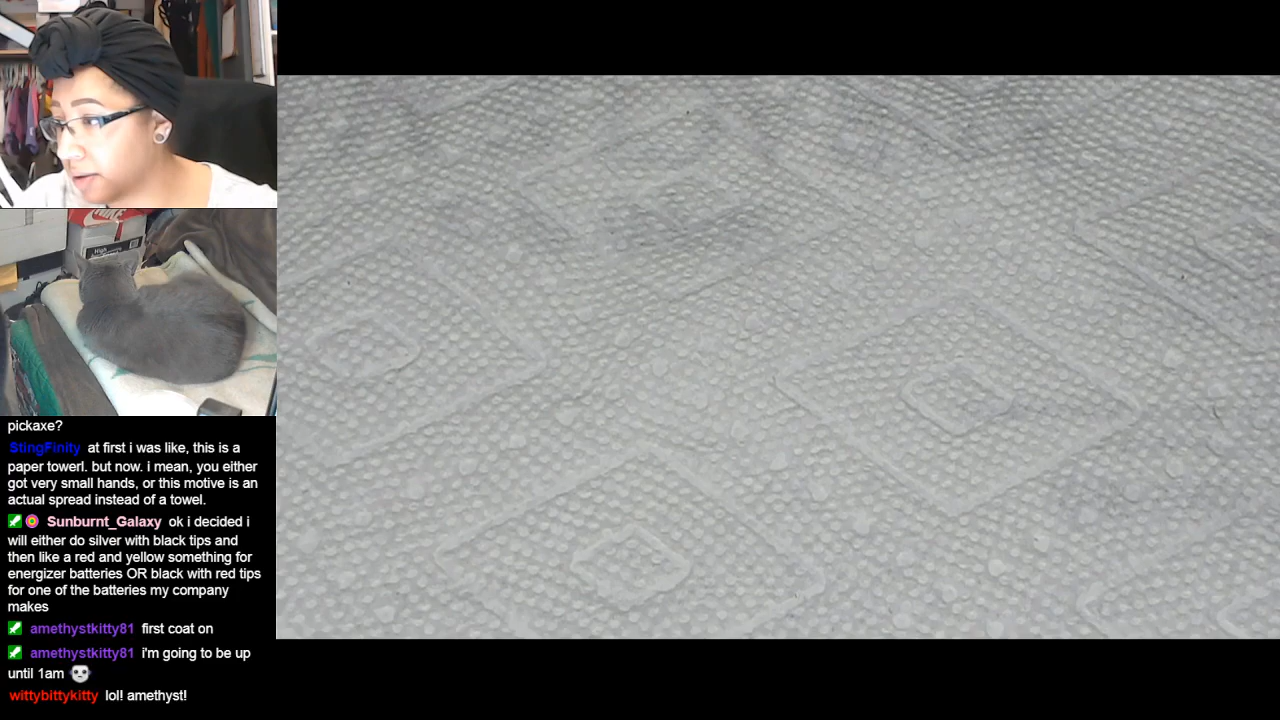 NIKE
High
pickaxe?
StingFinity at first i was like, this is a
paper towerl. but now. i mean, you either
got very small hands, or this motive is an
actual spread instead of a towel.
Sunburnt_Galaxy ok i decided i
will either do silver with black tips and
then like a red and yellow something for
energizer batteries OR black with red tips
for one of the batteries my company
makes
amethystkitty81 first coat on
amethystkitty81 i'm going to be up
until 1am
wittybittykitty lol! amethyst!